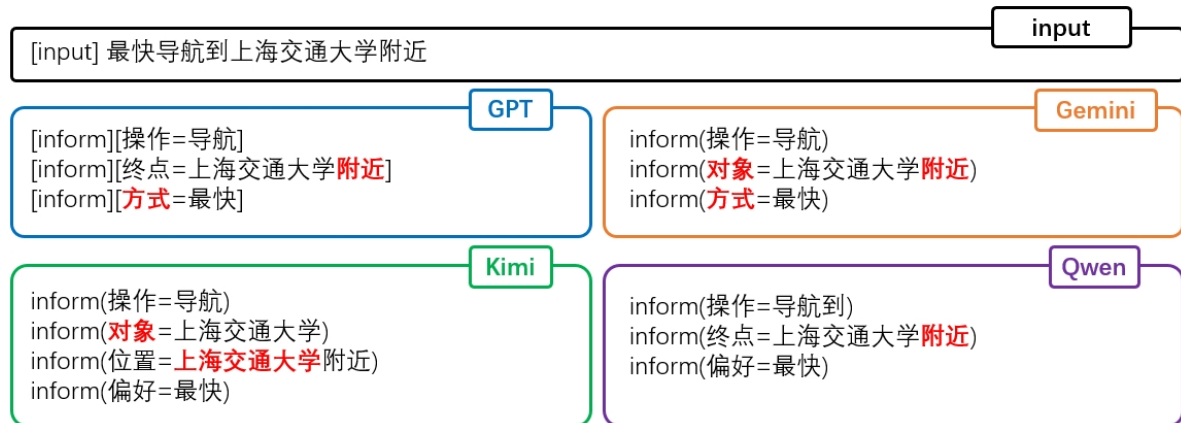 input
[input] 最快导航到上海交通大学附近
GPT
[inform][操作=导航]
[inform][终点=上海交通大学附近]
[inform][方式=最快]
Gemini
inform(操作=导航)
inform(对象=上海交通大学附近)
inform(方式=最快)
Kimi
inform(操作=导航)
inform(对象=上海交通大学)
inform(位置=上海交通大学附近)
inform(偏好=最快)
Qwen
inform(操作=导航到)
inform(终点=上海交通大学附近)
inform(偏好=最快)